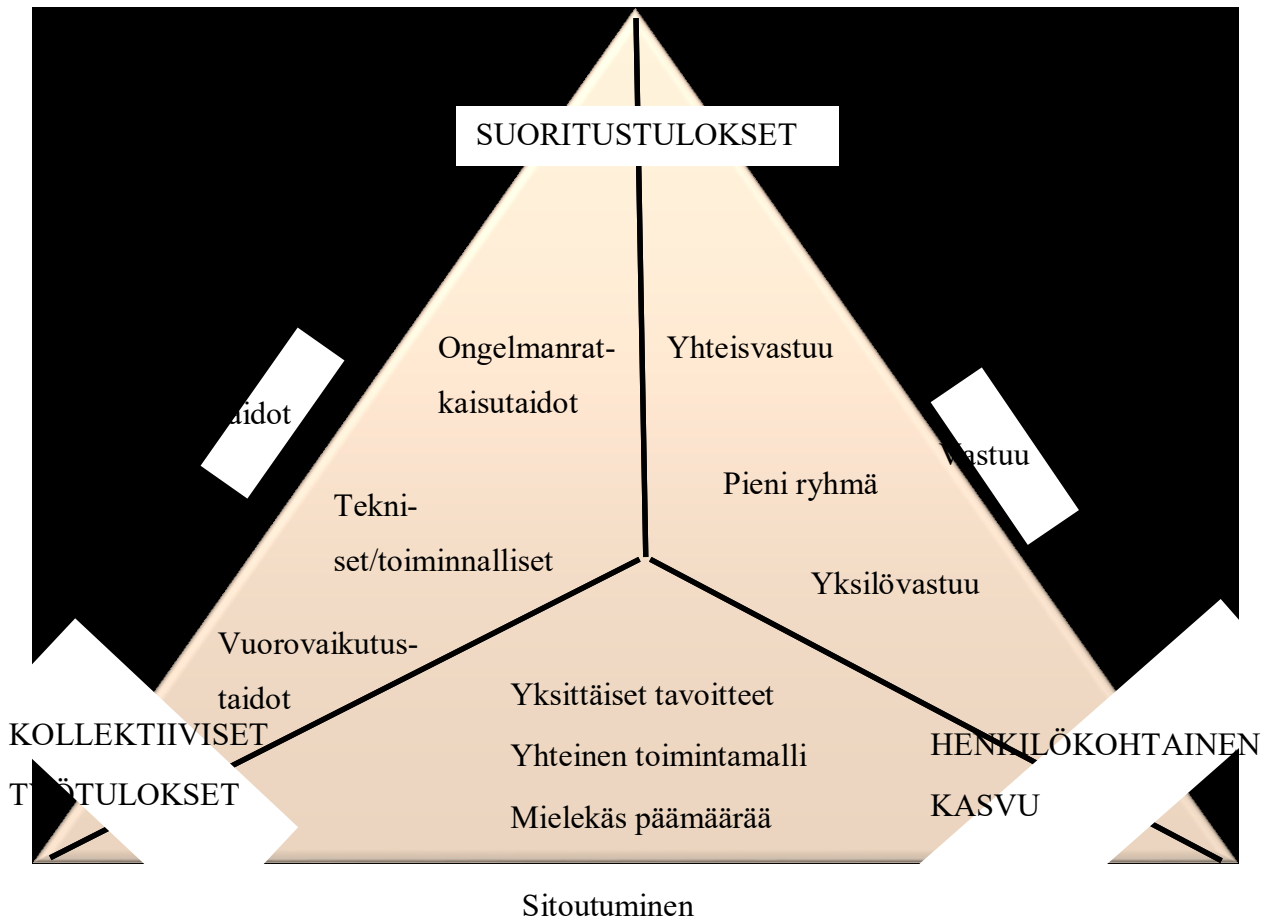 SUORITUSTULOKSET
Ongelmanrat-
kaisutaidot
Yhteisvastuu
aidot
Vastuu
Pieni ryhmä
Tekni-
set/toiminnalliset
Yksilövastuu
Vuorovaikutus-
taidot
Yksittäiset tavoitteet
Yhteinen toimintamalli
Mielekäs päämäärää
KOLLEKTIIVISET
TYÖTULOKSET
HENKILÖKOHTAINEN
KASVU
Sitoutuminen